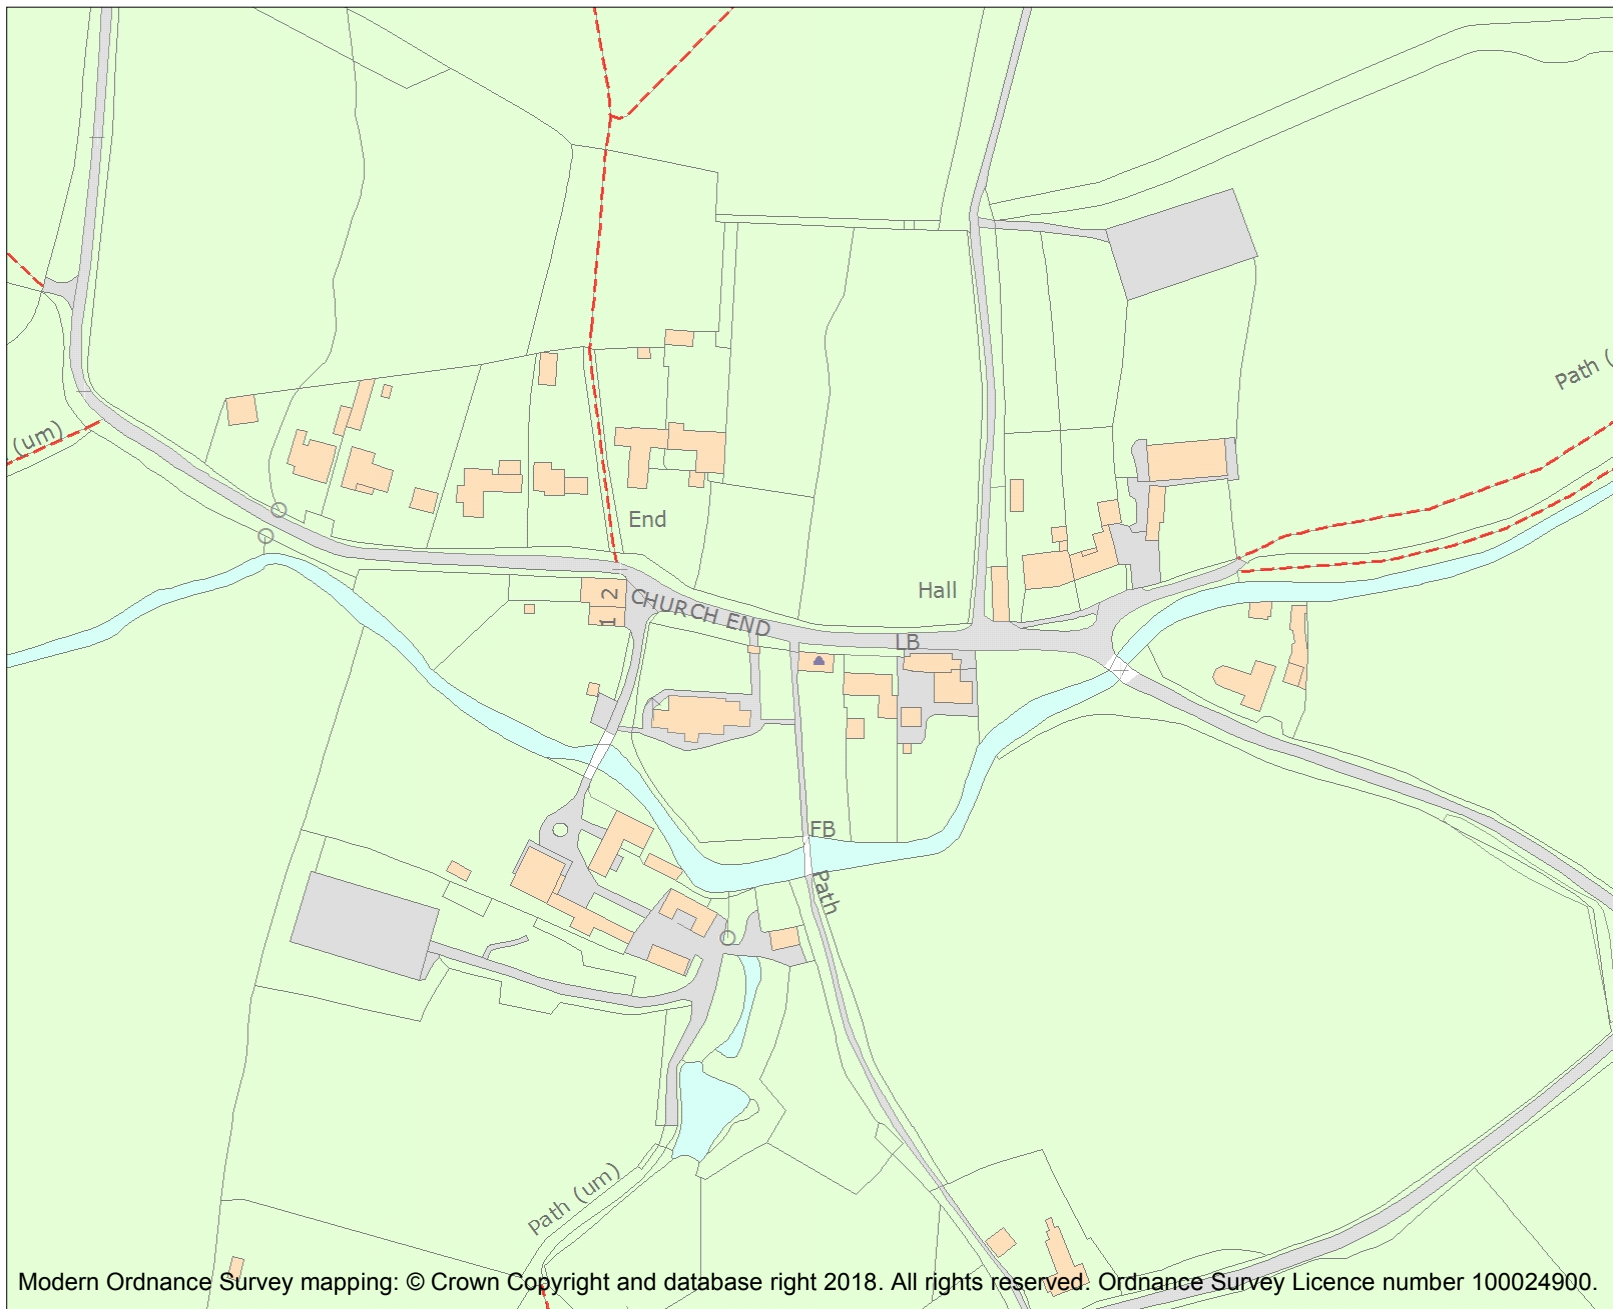 Path (
(um)
End
Hall
2
1
CHURCH END
LB
FB
Path
Path (um)
Modern Ordnance Survey mapping: © Crown Copyright and database right 2018. All rights reserved. Ordnance Survey Licence number 100024900.